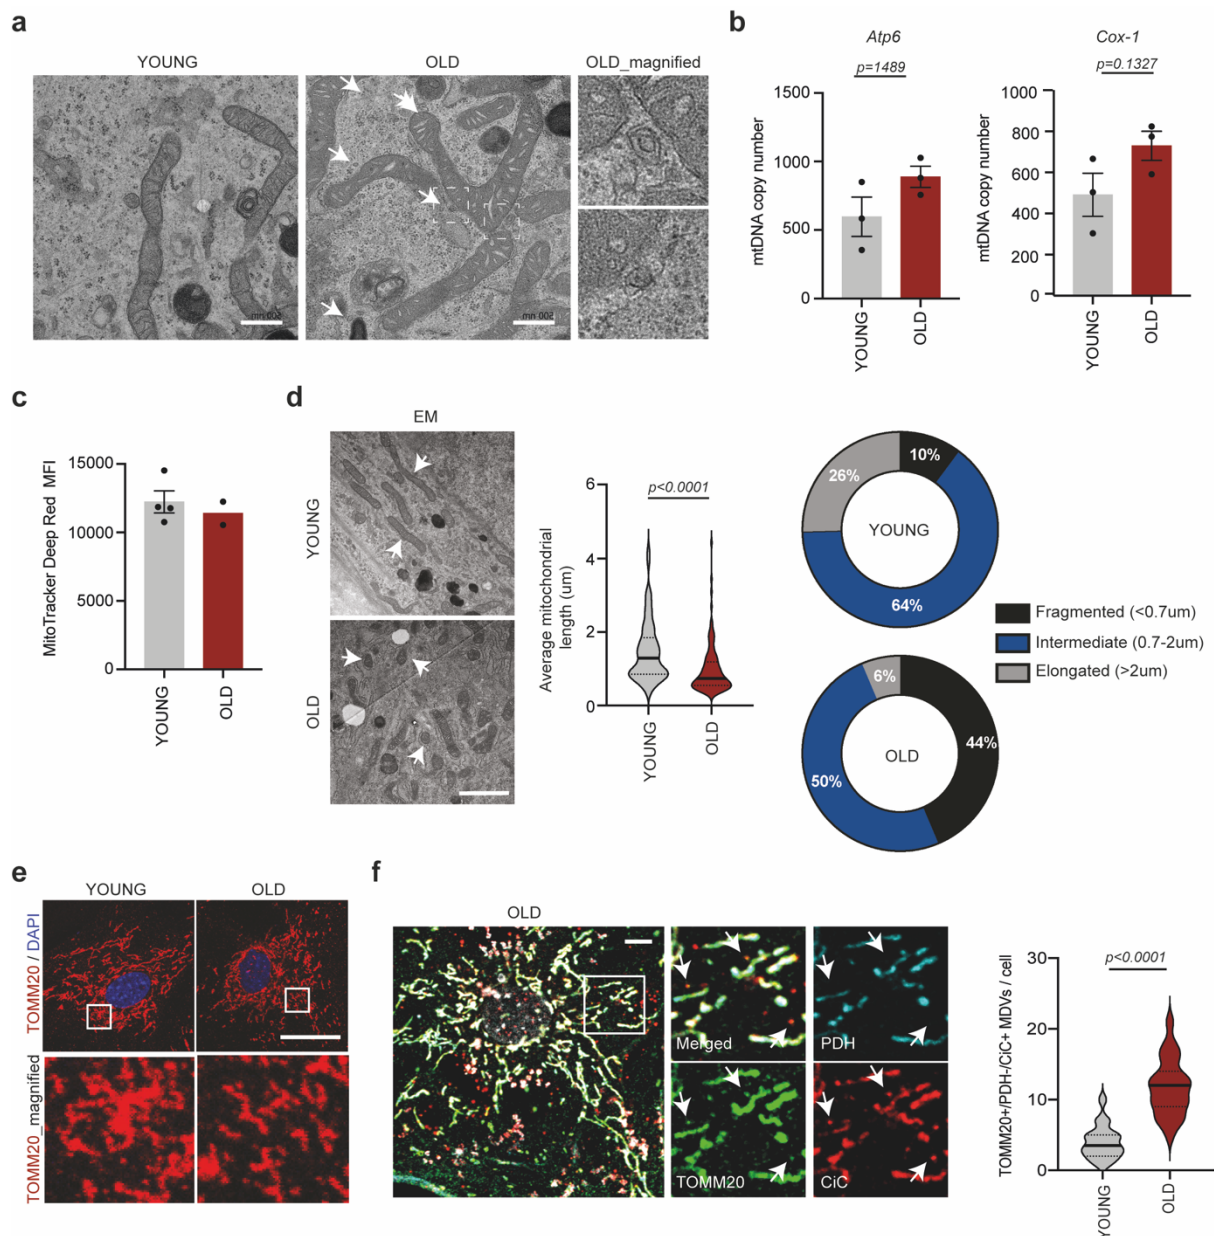 a
YOUNG
OLD
OLD_magnified
500 nm
500 nm
b
Atp6
p=1489
mtDNA copy number
1500
1000
500
0
YOUNG
OLD
Cox-1
p=0.1327
mtDNA copy number
1000
800
600
400
200
0
YOUNG
OLD
c
MitoTracker Deep Red MFI
15000
10000
5000
0
YOUNG
OLD
d
EM
YOUNG
OLD
Average mitochondrial
length (um)
p<0.0001
6
4
2
0
YOUNG
OLD
10%
26%
YOUNG
64%
6%
44%
50%
OLD
Fragmented (<0.7um)
Intermediate (0.7-2um)
Elongated (>2um)
e
YOUNG
OLD
TOMM20 / DAPI
TOMM20_magnified
f
OLD
Merged
PDH
TOMM20
CiC
TOMM20+/PDH-/CiC+ MDVs / cell
p<0.0001
30
20
10
0
YOUNG
OLD